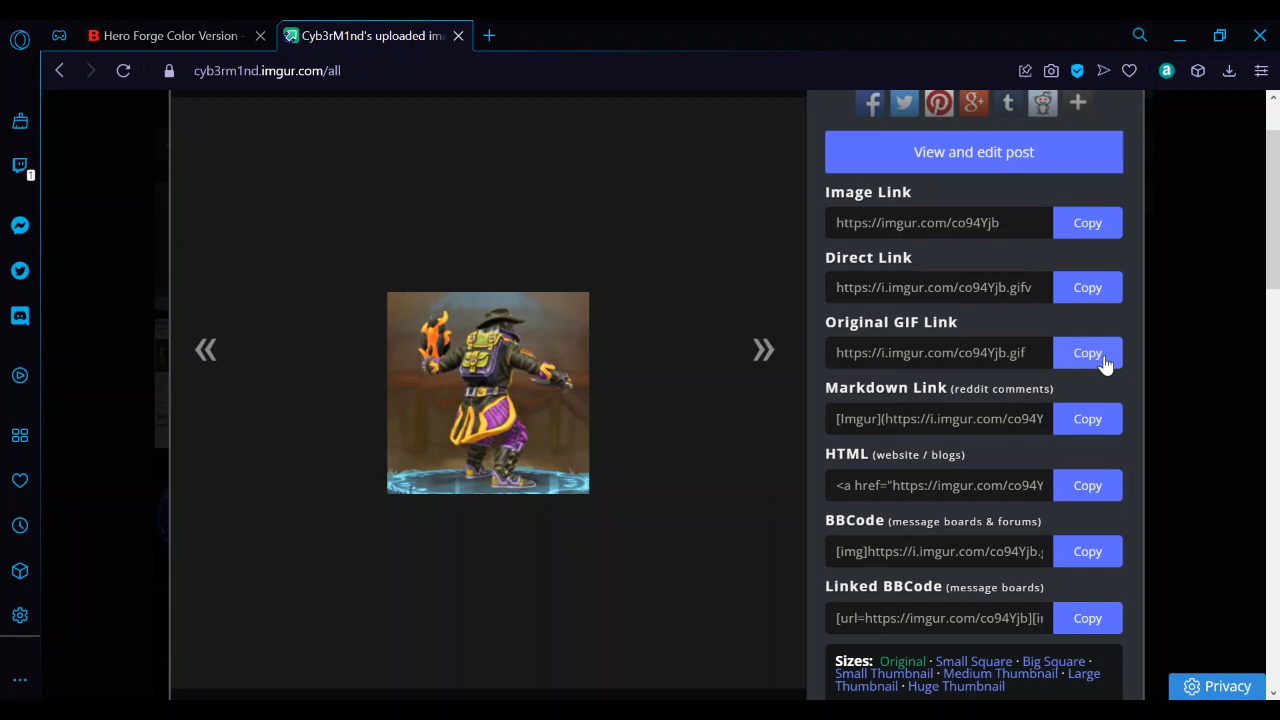 Hero Forge Color Version -
Cyb3rM1nd's uploaded ima
cyb3rm1nd.imgur.com/all
1
View and edit post
Image Link
https://imgur.com/co94Yjb
Copy
Direct Link
https://i.imgur.com/co94Yjb.gifv
Copy
Original GIF Link
https://i.imgur.com/co94Yjb.gif
Copy
Markdown Link (reddit comments)
[Imgur](https://i.imgur.com/co94Y
Copy
HTML (website / blogs)
<a href="https://imgur.com/co94Y
Copy
BBCode (message boards & forums)
[img]https://i.imgur.com/co94Yjb.g
Copy
Linked BBCode (message boards)
[url=https://imgur.com/co94Yjb][in
Copy
Sizes: Original · Small Square · Big Square ·
Small Thumbnail · Medium Thumbnail · Large
Thumbnail · Huge Thumbnail
Privacy